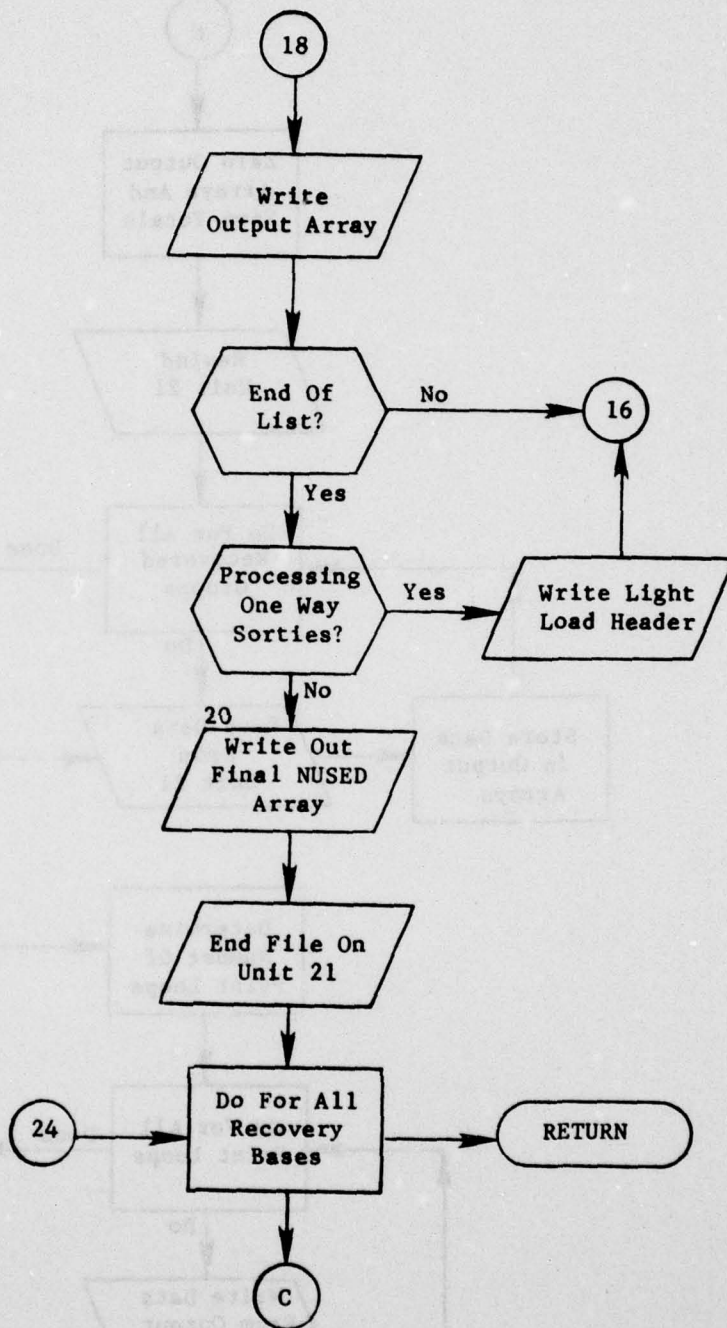 18
Write
Output Array
End Of
List?
No
16
Yes
Processing
One Way
Sorties?
Yes
Write Light
Load Header
No
20
Write Out
Final NUSED
Array
End File On
Unit 21
24
Do For All
Recovery
Bases
RETURN
C